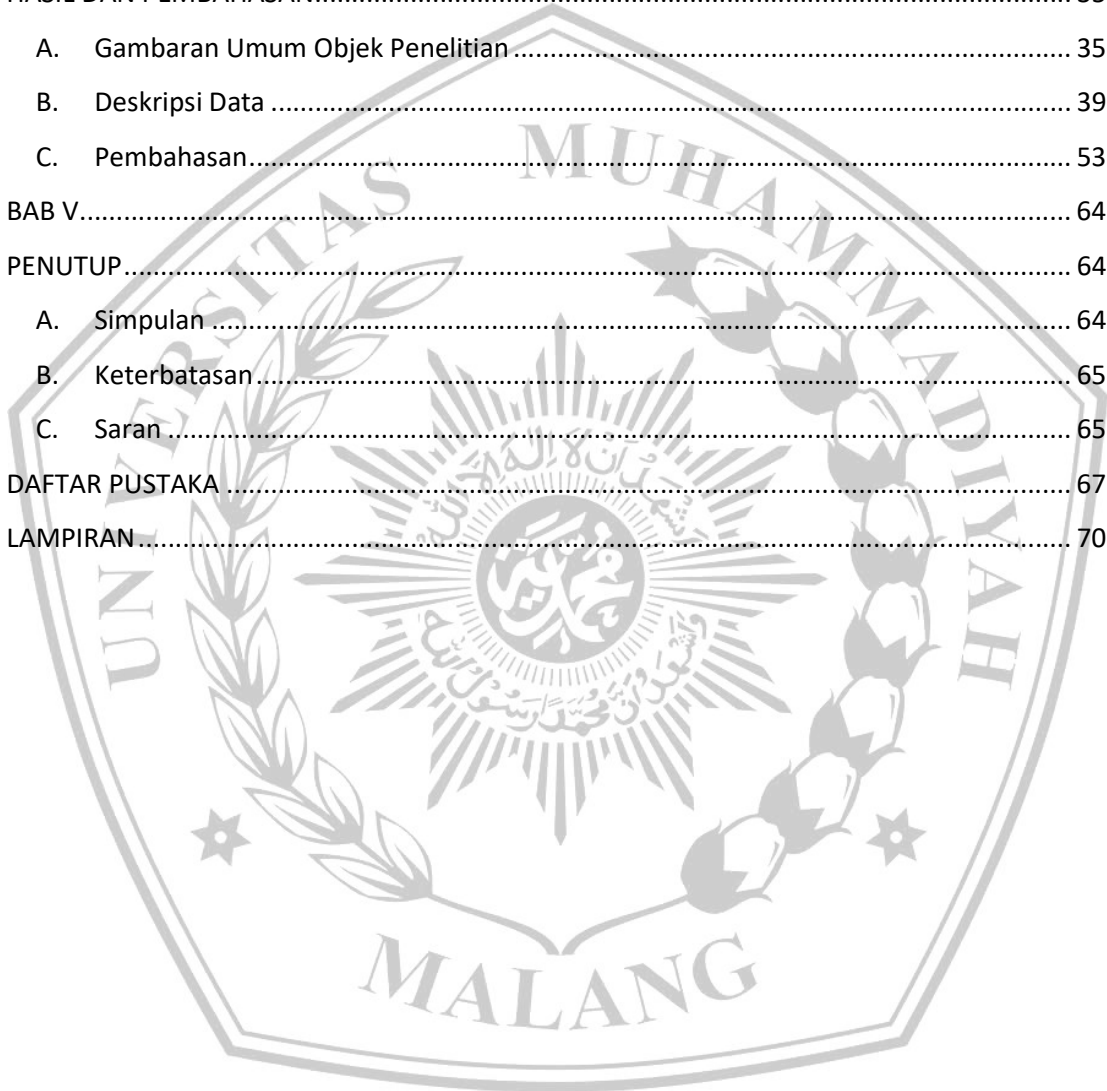 A. Gambaran Umum Objek Penelitian ........ 35
B. Deskripsi Data ........ 39
C. Pembahasan ........ 53
BAB V ........ 64
PENUTUP ........ 64
A. Simpulan ........ 64
B. Keterbatasan ........ 65
C. Saran ........ 65
DAFTAR PUSTAKA ........ 67
LAMPIRAN ........ 70
UNIVERSITAS MUHAMMADIYAH
MALANG